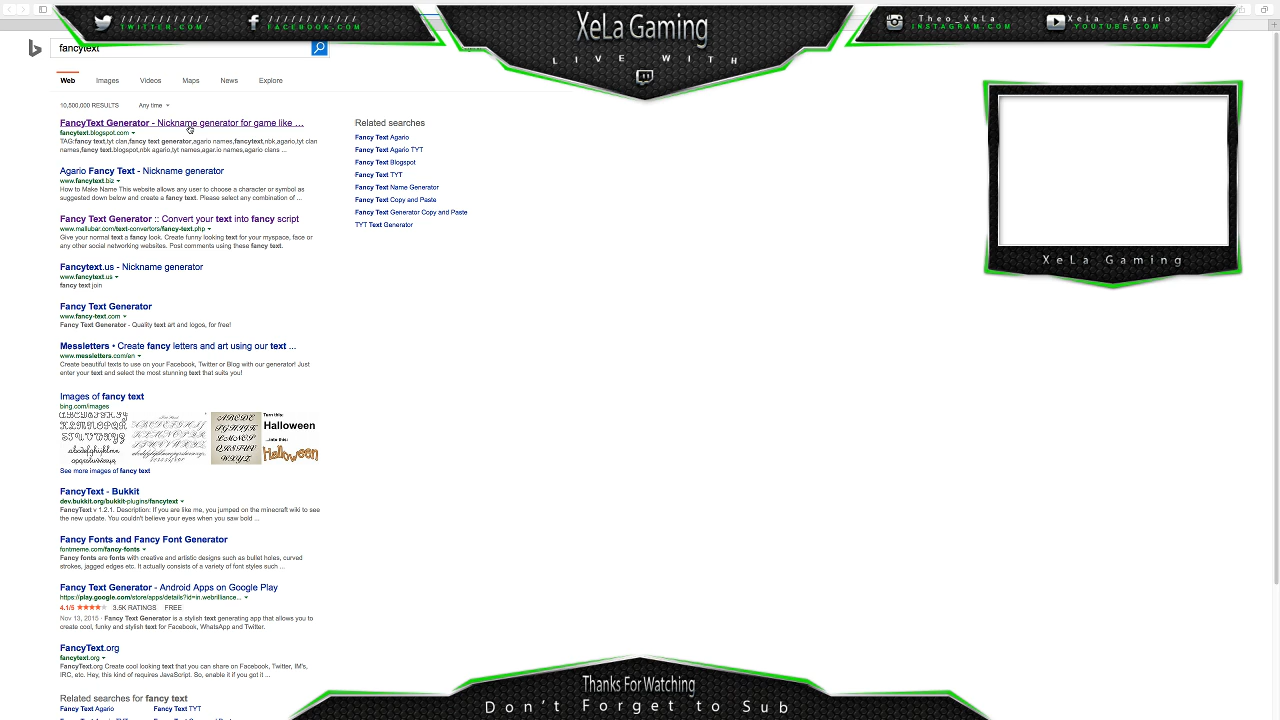 / / / / / / / / / / / /
TWITTER.COM
/ / / / / / / / / / / /
FACEBOOK.COM
XeLa Gaming
LIVE WITH
Theo_XeLa
INSTAGRAM.COM
XeLa Agario
YOUTUBE.COM
fancytext
Web Images Videos Maps News Explore
10,500,000 RESULTS Any time
FancyText Generator - Nickname generator for game like ...
fancytext.blogspot.com
TAG:fancy text,tyt clan,fancy text generator,agario names,fancytext,nbk,agario,tyt clan
names,fancy text.blogspot,nbk agario,tyt names,agar.io names,agario clans ...
Agario Fancy Text - Nickname generator
www.fancytext.biz
How to Make Name This website allows any user to choose a character or symbol as
suggested down below and create a fancy text. Please select any combination of ...
Fancy Text Generator :: Convert your text into fancy script
www.mallubar.com/text-convertors/fancy-text.php
Give your normal text a fancy look. Create funny looking text for your myspace, face or
any other social networking websites. Post comments using these fancy text.
Fancytext.us - Nickname generator
www.fancytext.us
fancy text join
Fancy Text Generator
www.fancy-text.com
Fancy Text Generator - Quality text art and logos, for free!
Messletters • Create fancy letters and art using our text ...
www.messletters.com/en
Create beautiful texts to use on your Facebook, Twitter or Blog with our generator! Just
enter your text and select the most stunning text that suits you!
Images of fancy text
bing.com/images
Turn this:
Halloween
...into this:
Halloween
See more images of fancy text
FancyText - Bukkit
dev.bukkit.org/bukkit-plugins/fancytext
FancyText v 1.2.1. Description: If you are like me, you jumped on the minecraft wiki to see
the new update. You couldn't believe your eyes when you saw bold ...
Fancy Fonts and Fancy Font Generator
fontmeme.com/fancy-fonts
Fancy fonts are fonts with creative and artistic designs such as bullet holes, curved
strokes, jagged edges etc. It actually consists of a variety of font styles such ...
Fancy Text Generator - Android Apps on Google Play
https://play.google.com/store/apps/details?id=in.webrilliance...
4.1/5 3.5K RATINGS FREE
Nov 13, 2015 · Fancy Text Generator is a stylish text generating app that allows you to
create cool, funky and stylish text for Facebook, WhatsApp and Twitter.
FancyText.org
fancytext.org
FancyText.org Create cool looking text that you can share on Facebook, Twitter, IM's,
IRC, etc. Hey, this kind of requires JavaScript. So, enable it if you got it ...
Related searches for fancy text
Fancy Text Agario Fancy Text TYT
Related searches
Fancy Text Agario
Fancy Text Agario TYT
Fancy Text Blogspot
Fancy Text TYT
Fancy Text Name Generator
Fancy Text Copy and Paste
Fancy Text Generator Copy and Paste
TYT Text Generator
XeLa Gaming
Thanks For Watching
Don't Forget to Sub